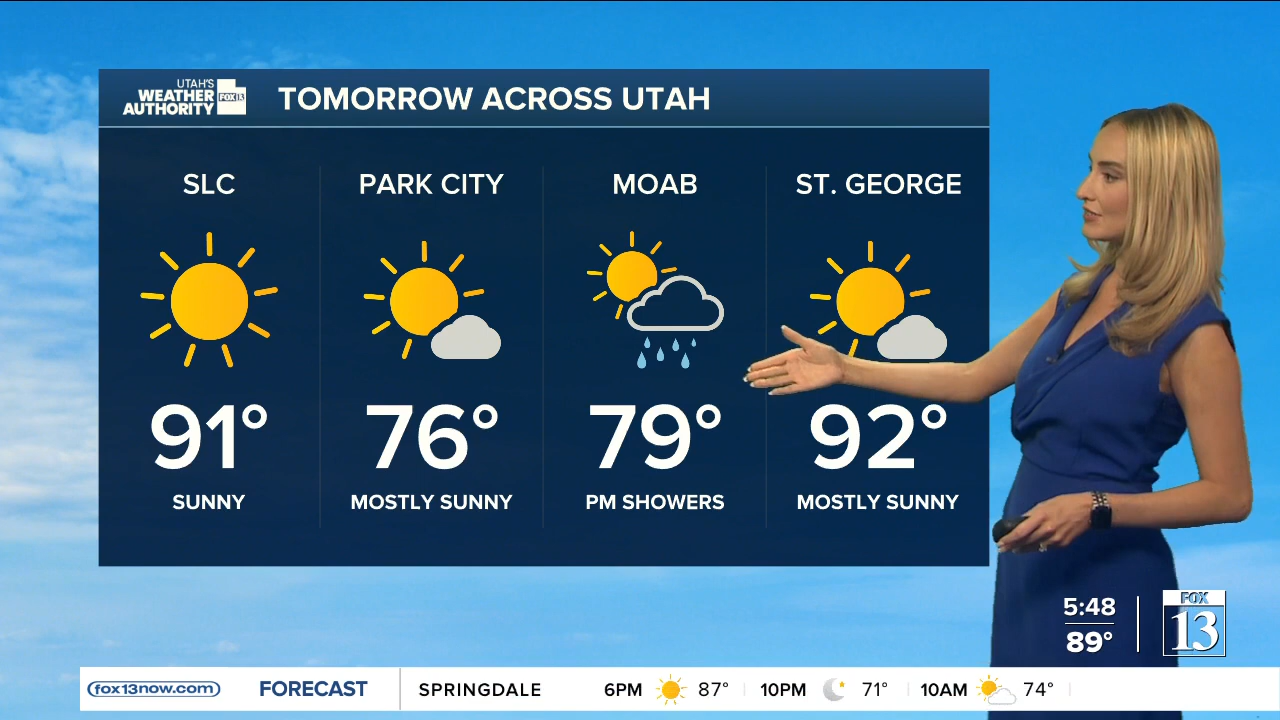 UTAH'S
WEATHER
AUTHORITY
FOX 13
TOMORROW ACROSS UTAH
SLC
PARK CITY
MOAB
ST. GEORGE
91°
76°
79°
92°
SUNNY
MOSTLY SUNNY
PM SHOWERS
MOSTLY SUNNY
5:48
89°
FOX
13
fox13now.com
FORECAST
SPRINGDALE
6PM 87°
10PM 71°
10AM 74°